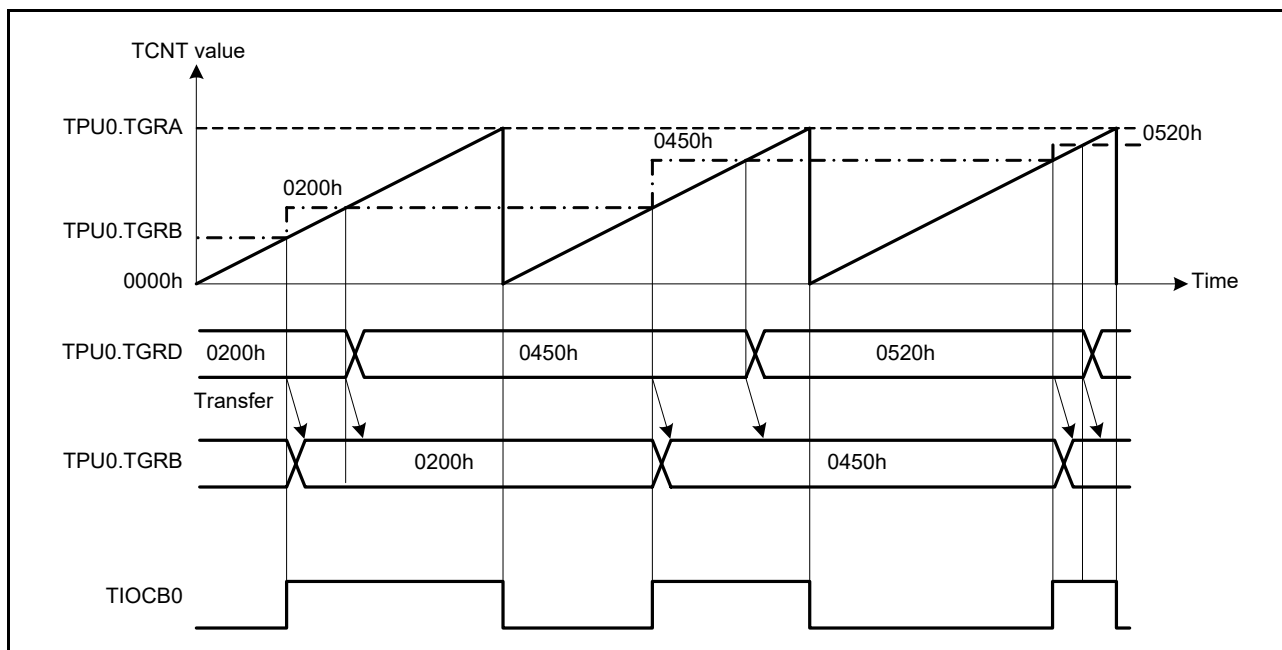 TCNT value
TPU0.TGRA
0520h
0450h
0200h
TPU0.TGRB
0000h
Time
TPU0.TGRD
0200h
0450h
0520h
Transfer
TPU0.TGRB
0200h
0450h
TIOCB0